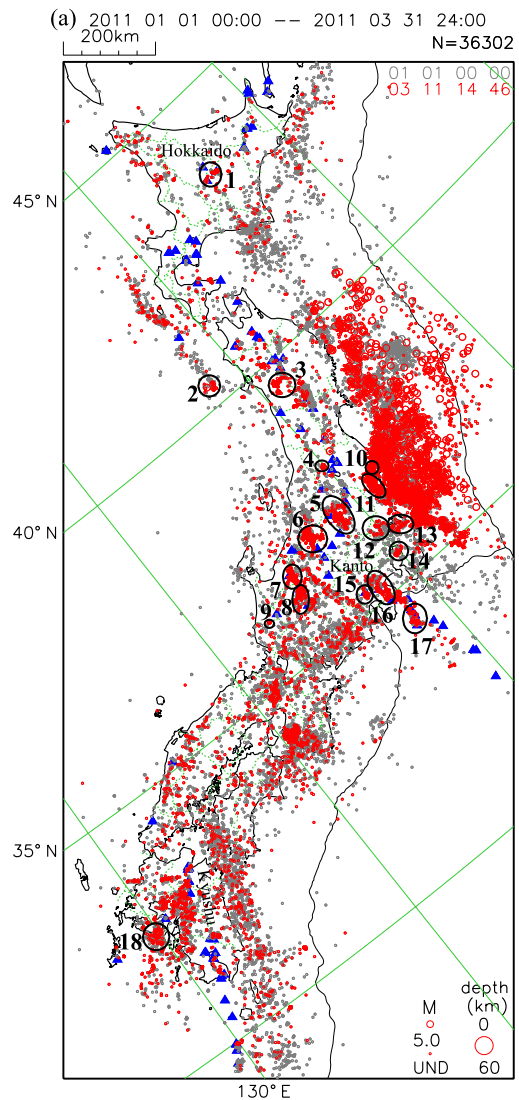 (a) 2011 01 01 00:00 -- 2011 03 31 24:00
200km
N=36302
01 01 00 00
03 11 14 46
Hokkaido
1
45°N
2
3
4
10
5
11
6
13
40°N
12
14
Kanto
7
15
8
16
9
17
35°N
Kyushu
18
M
depth
(km)
0
5.0
UND
60
130°E